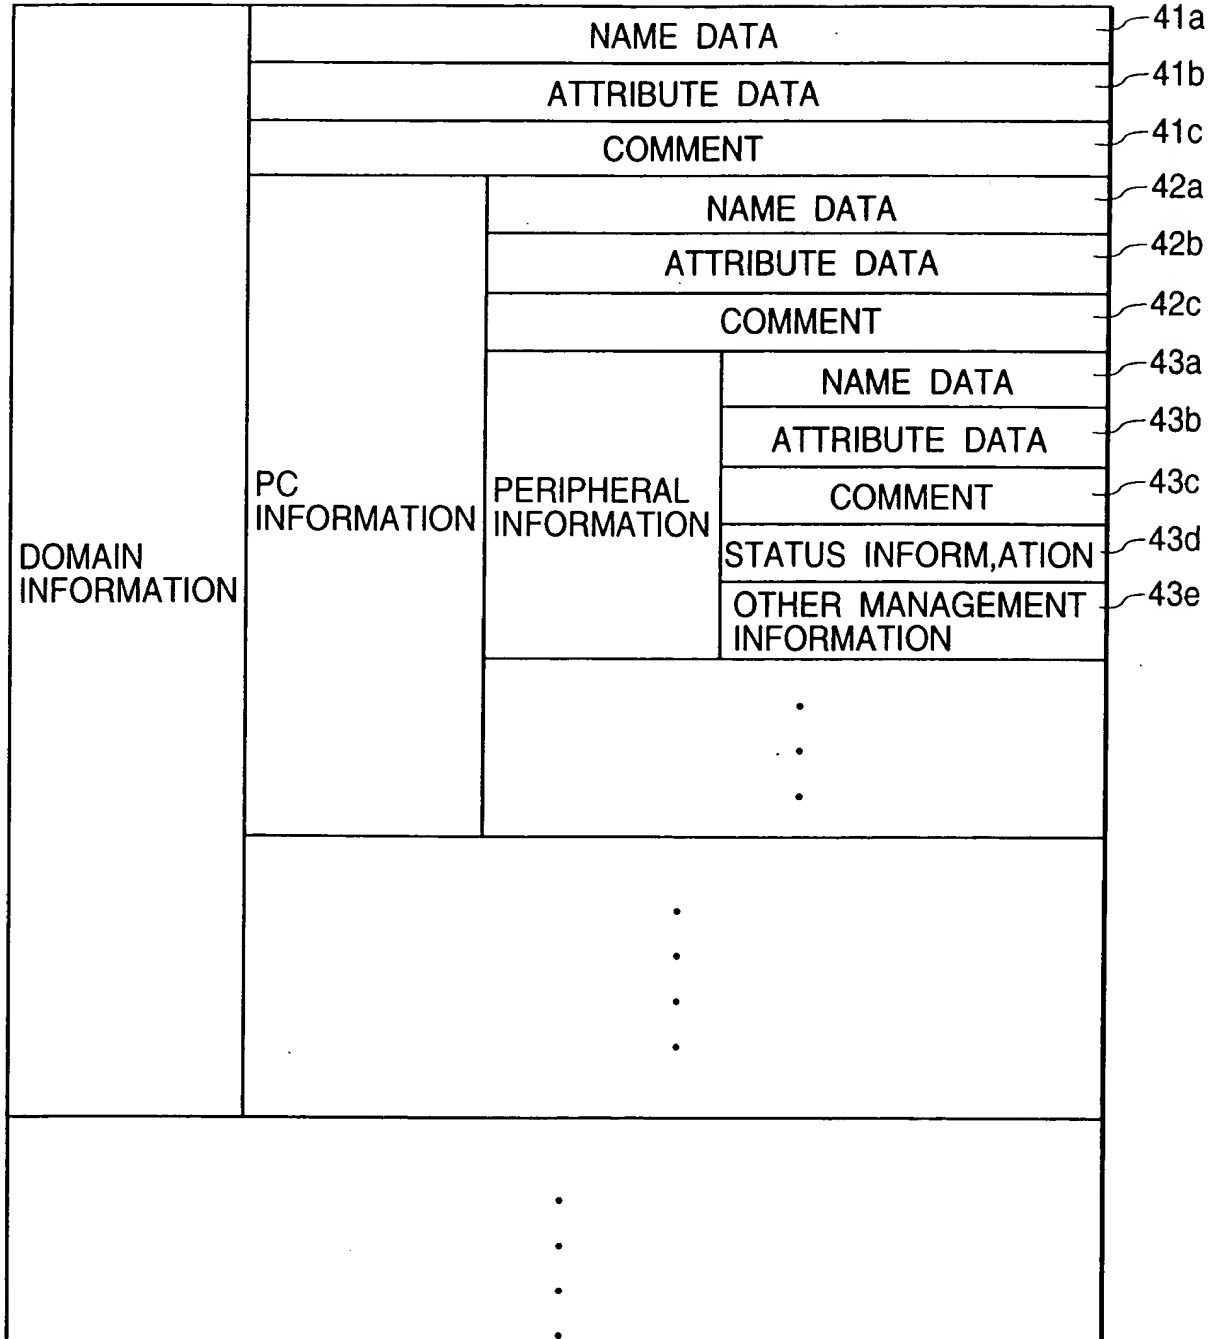 NAME DATA 41a
ATTRIBUTE DATA 41b
COMMENT 41c
NAME DATA 42a
ATTRIBUTE DATA 42b
COMMENT 42c
NAME DATA 43a
ATTRIBUTE DATA 43b
COMMENT 43c
STATUS INFORM,ATION 43d
OTHER MANAGEMENT 43e
INFORMATION
PERIPHERAL
INFORMATION
PC
INFORMATION
DOMAIN
INFORMATION